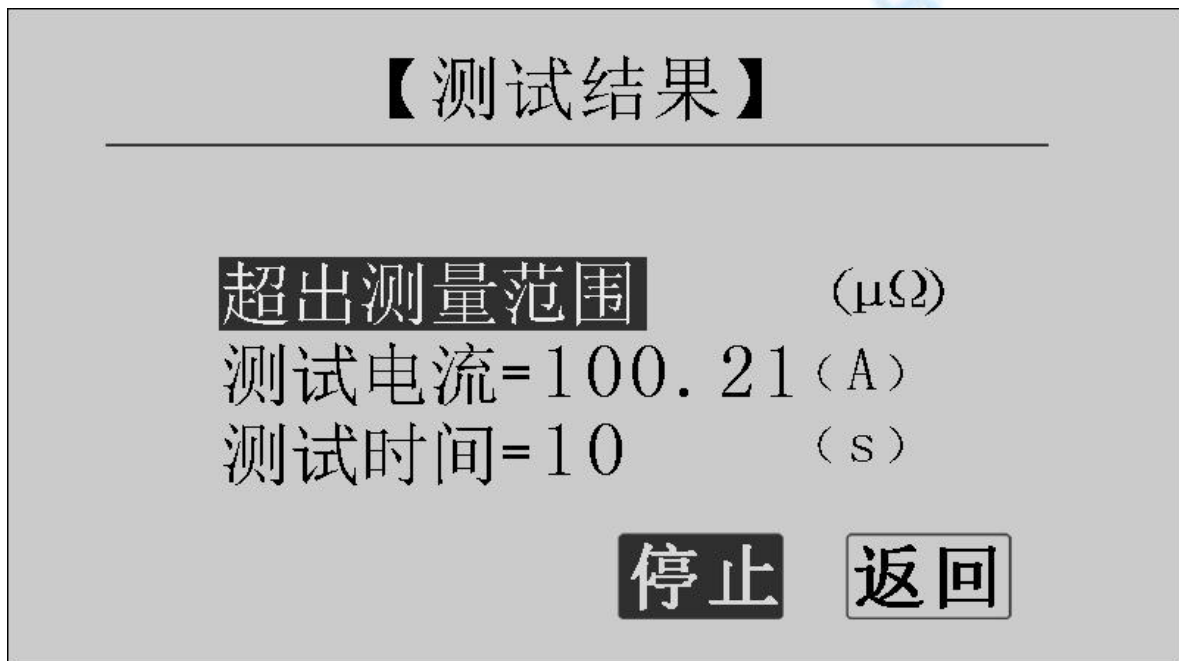 【测试结果】
超出测量范围 (μΩ)
测试电流=100.21（A）
测试时间=10 （s）
停止 返回